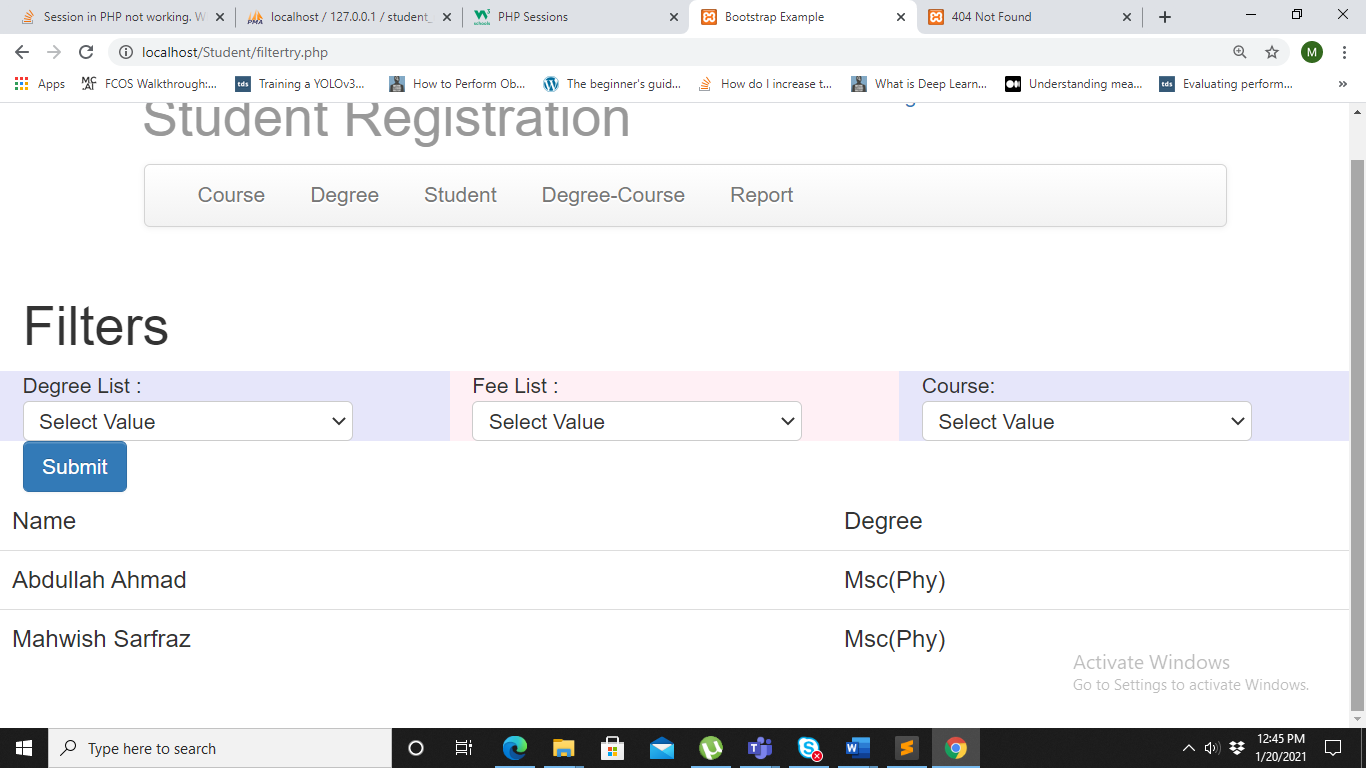 Session in PHP not working. W
localhost / 127.0.0.1 / student_
PHP Sessions
Bootstrap Example
404 Not Found
localhost/Student/filtertry.php
M
Apps
FCOS Walkthrough:...
Training a YOLOv3...
How to Perform Ob...
The beginner's guid...
How do I increase t...
What is Deep Learn...
Understanding mea...
Evaluating perform...
Student Registration
Course
Degree
Student
Degree-Course
Report
Filters
Degree List :
Fee List :
Course:
Select Value
Select Value
Select Value
Submit
Name
Degree
Abdullah Ahmad
Msc(Phy)
Mahwish Sarfraz
Msc(Phy)
Activate Windows
Go to Settings to activate Windows.
Type here to search
12:45 PM
1/20/2021